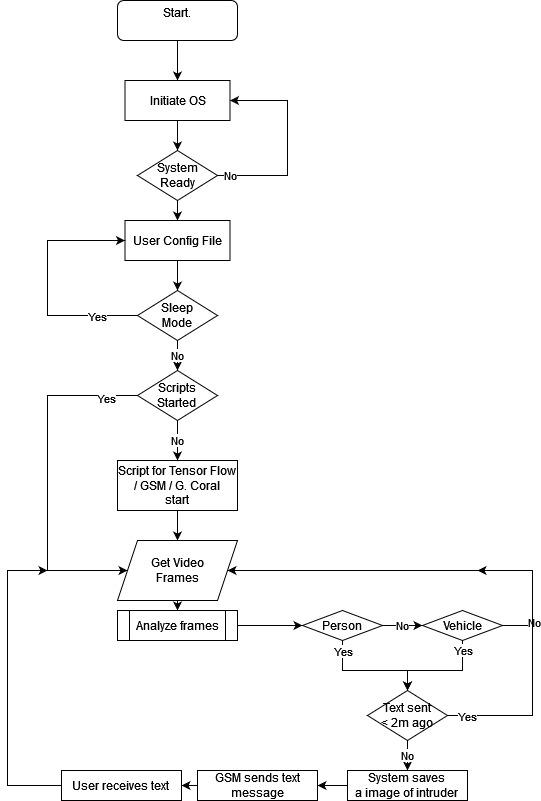 Start.
Initiate OS
System
Ready
No
User Config File
Sleep
Mode
Yes
No
Scripts
Started
Yes
No
Script for Tensor Flow
/ GSM / G. Coral
start
Get Video
Frames
Analyze frames
Person
No
Vehicle
No
Yes
Yes
Text sent
< 2m ago
Yes
No
System saves
a image of intruder
GSM sends text
message
User receives text